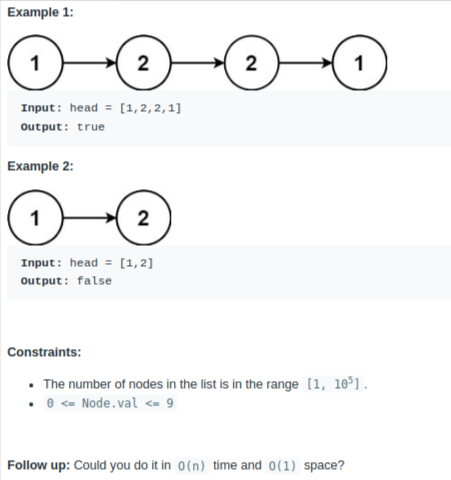 Example 1:
1 2 2 1
Input: head = [1,2,2,1]
Output: true
Example 2:
1 2
Input: head = [1,2]
Output: false
Constraints:
• The number of nodes in the list is in the range [1, 10⁵].
• 0 <= Node.val <= 9
Follow up: Could you do it in O(n) time and O(1) space?